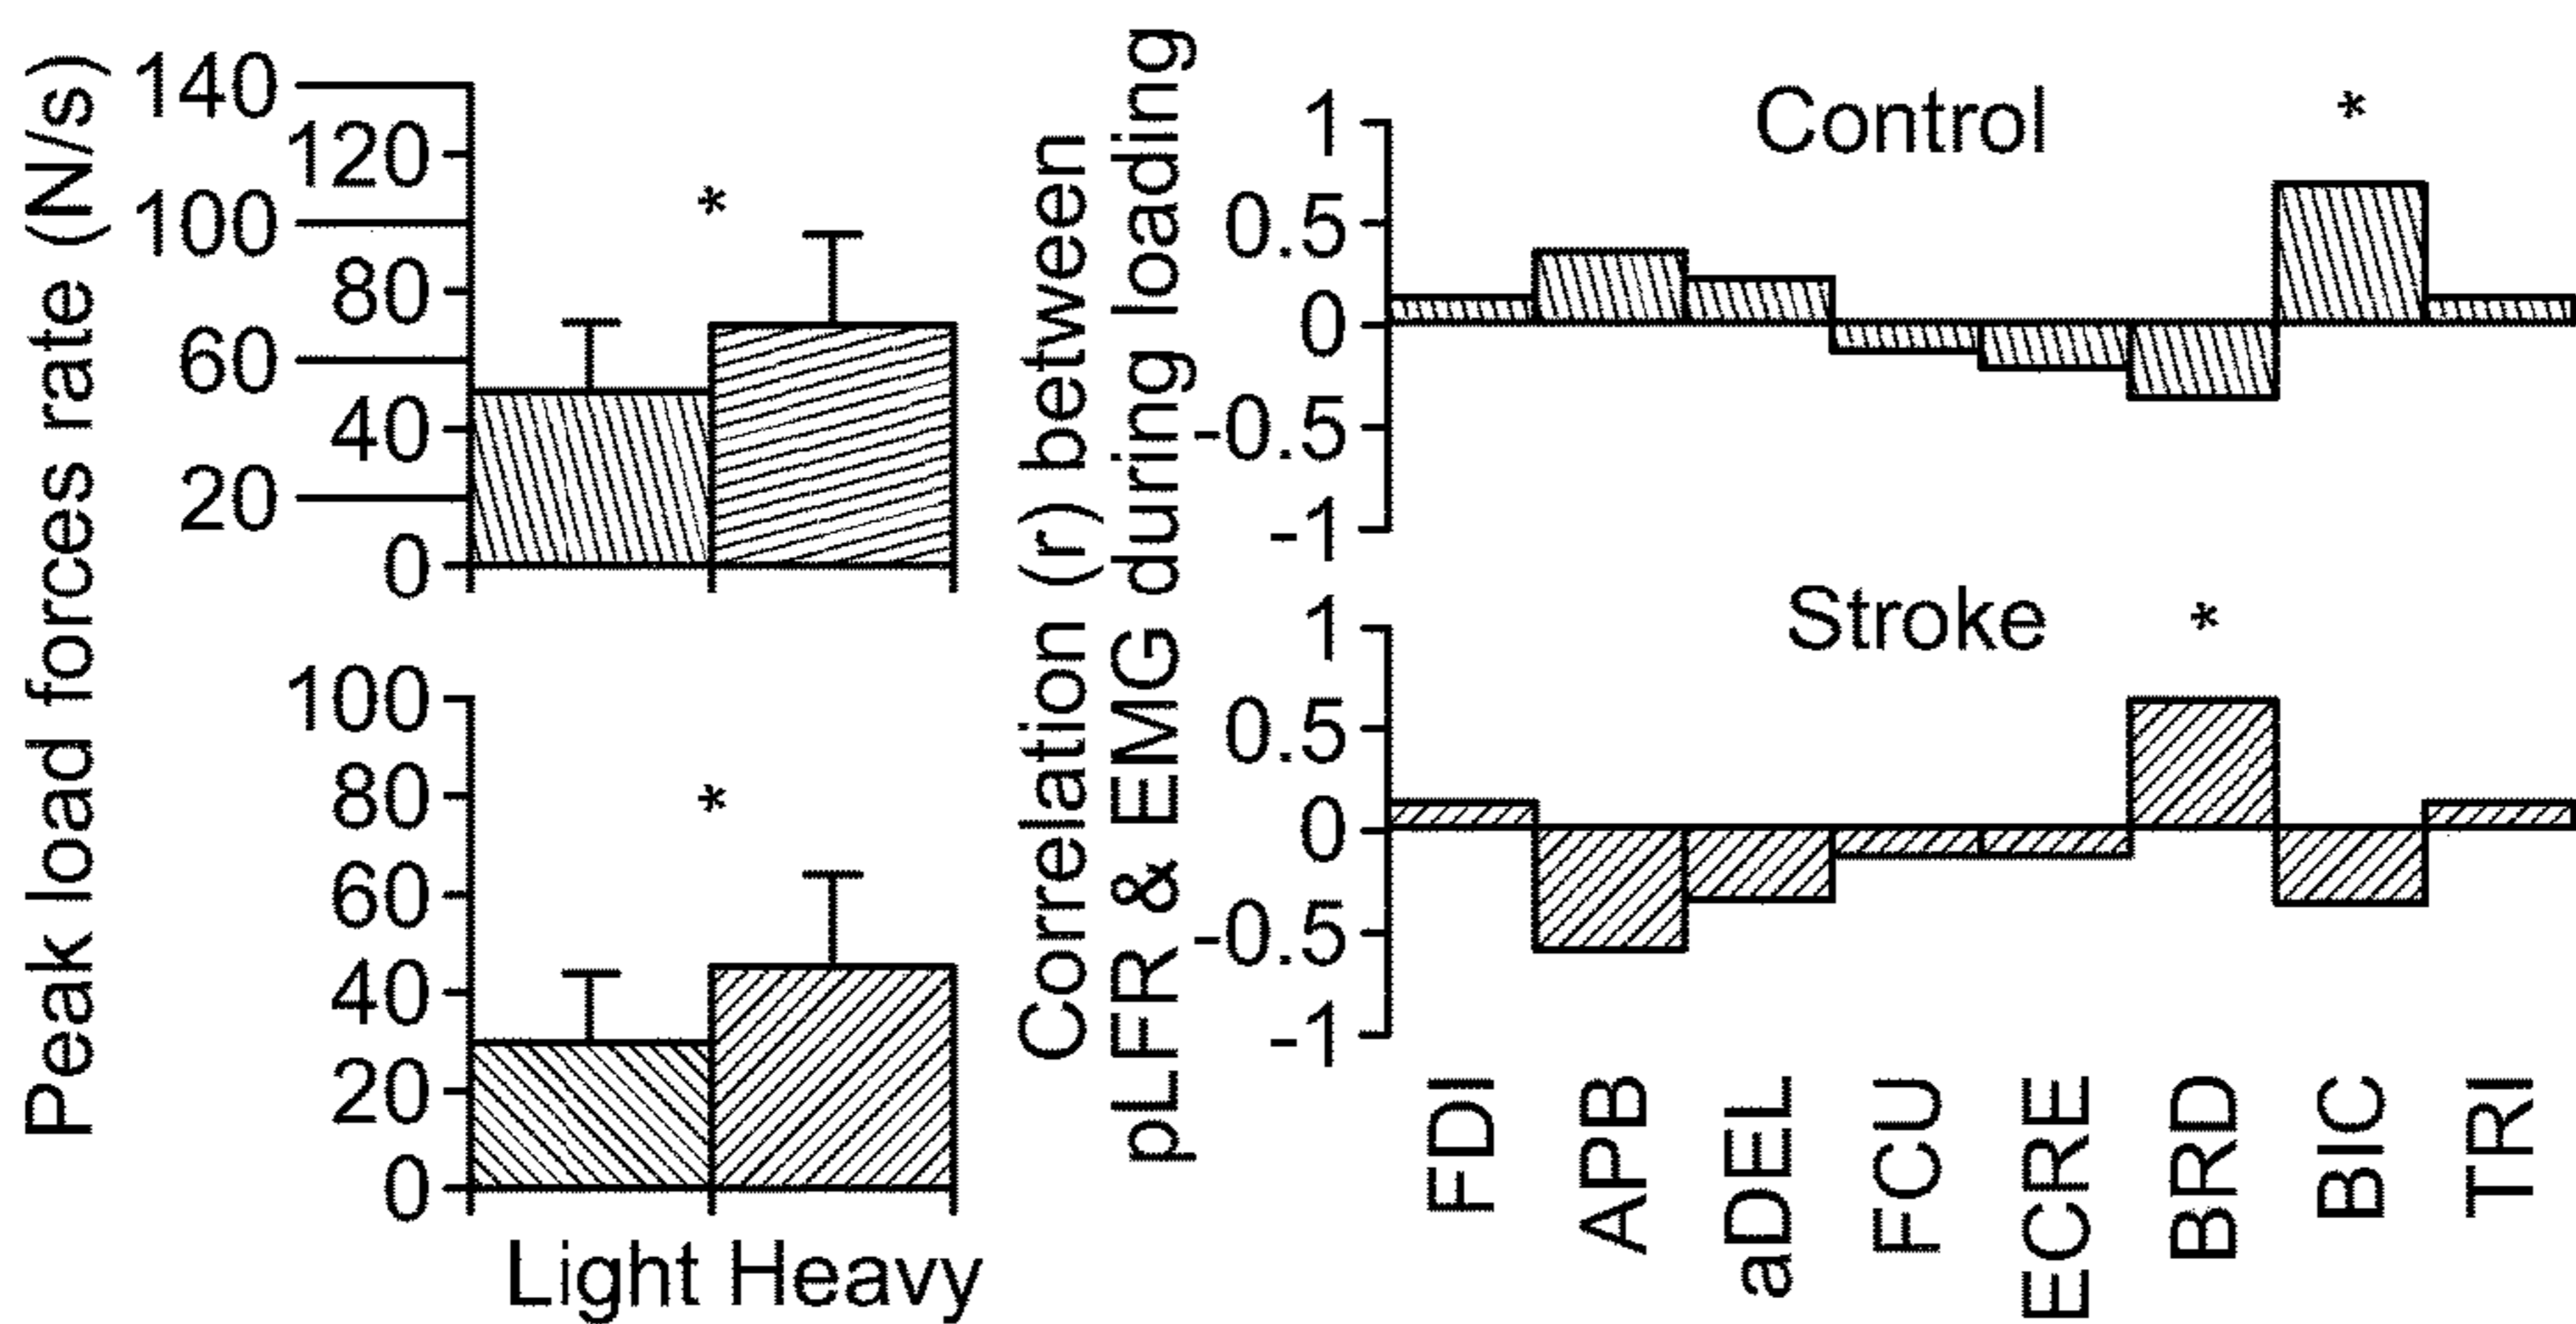 Peak load forces rate (N/s)
140
120
100
80
60
40
20
0
*
100
80
60
40
20
0
*
Light Heavy
Correlation (r) between
pLFR & EMG during loading
Control
1
0.5
0
-0.5
-1
*
Stroke
1
0.5
0
-0.5
-1
*
FDI
APB
aDEL
FCU
ECRE
BRD
BIC
TRI